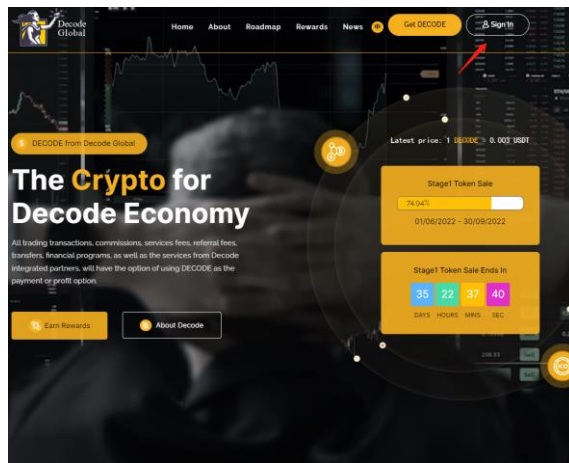 Decode
Global
Home About Roadmap Rewards News Get DECODE Sign In
DECODE from Decode Global
The Crypto for
Decode Economy
All trading transactions, commissions, services fees, referral fees,
transfers, financial programs, as well as the services from Decode
integrated partners, will have the option of using DECODE as the
payment or profit option.
Earn Rewards
About Decode
Latest price: 1 DECODE = 0.003 USDT
Stage1 Token Sale
74.94%
01/06/2022 - 30/09/2022
Stage1 Token Sale Ends In
35 22 37 40
DAYS HOURS MINS SEC
298.93 Sell
Sell